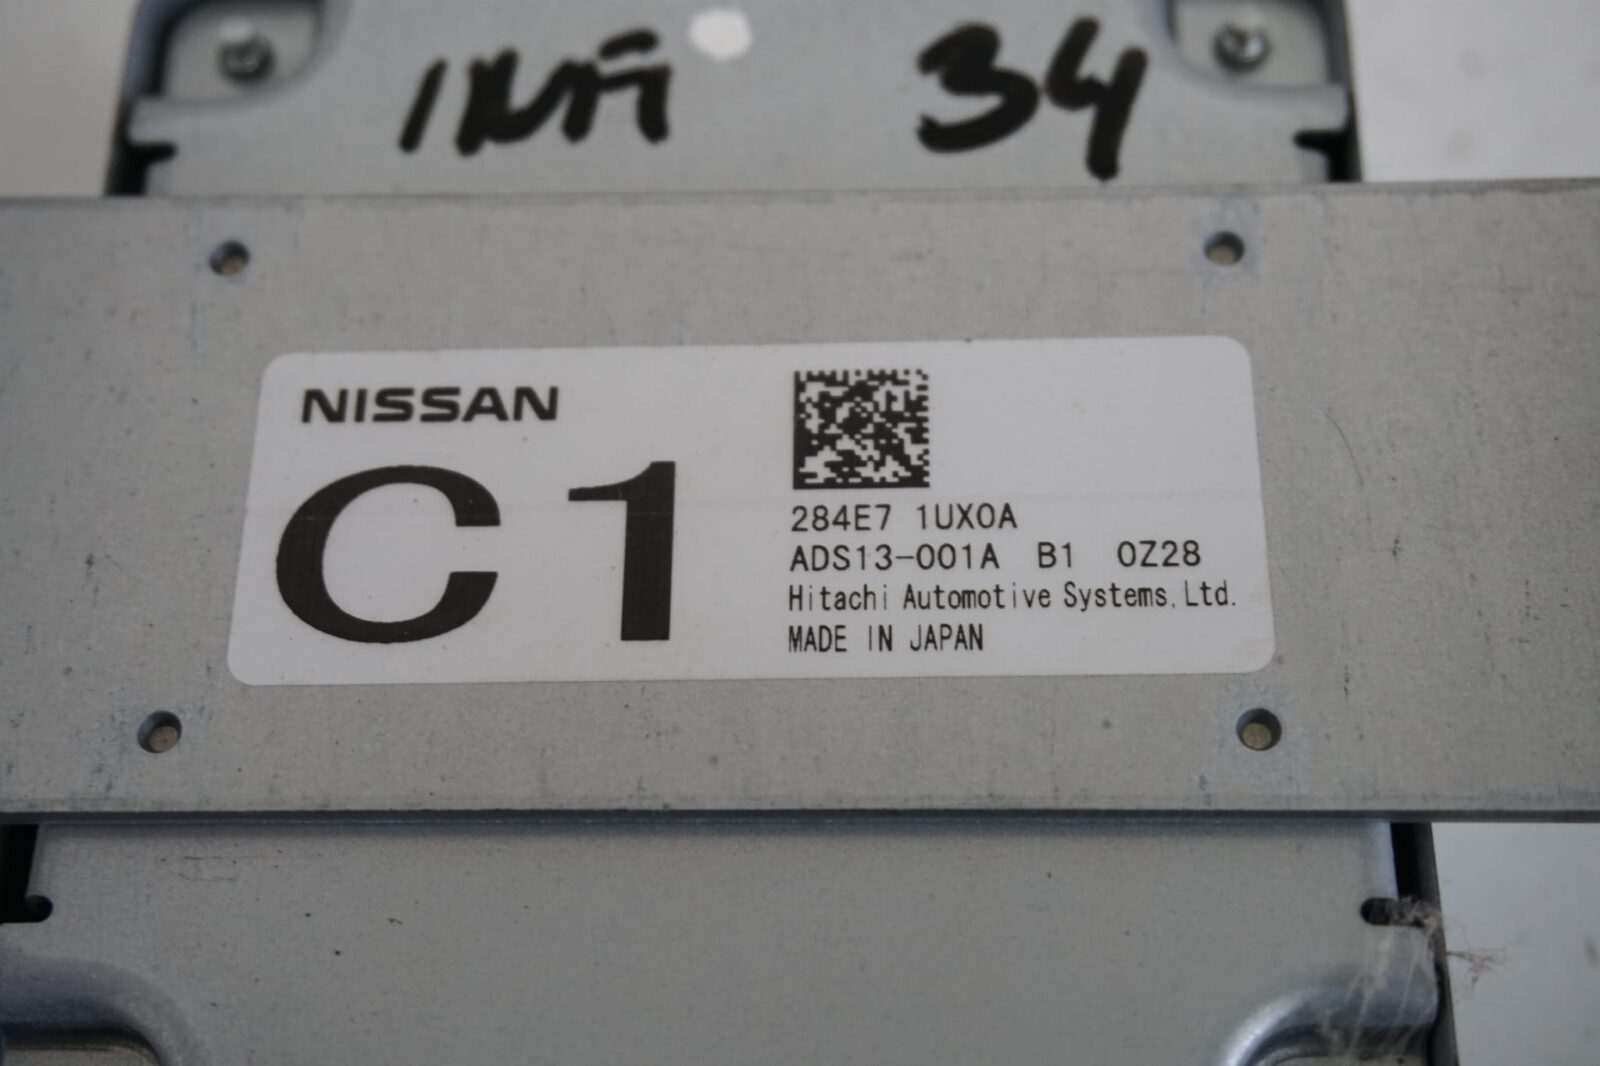 34
NISSAN
C1
284E7 1UX0A
ADS13-001A B1 0Z28
Hitachi Automotive Systems, Ltd.
MADE IN JAPAN